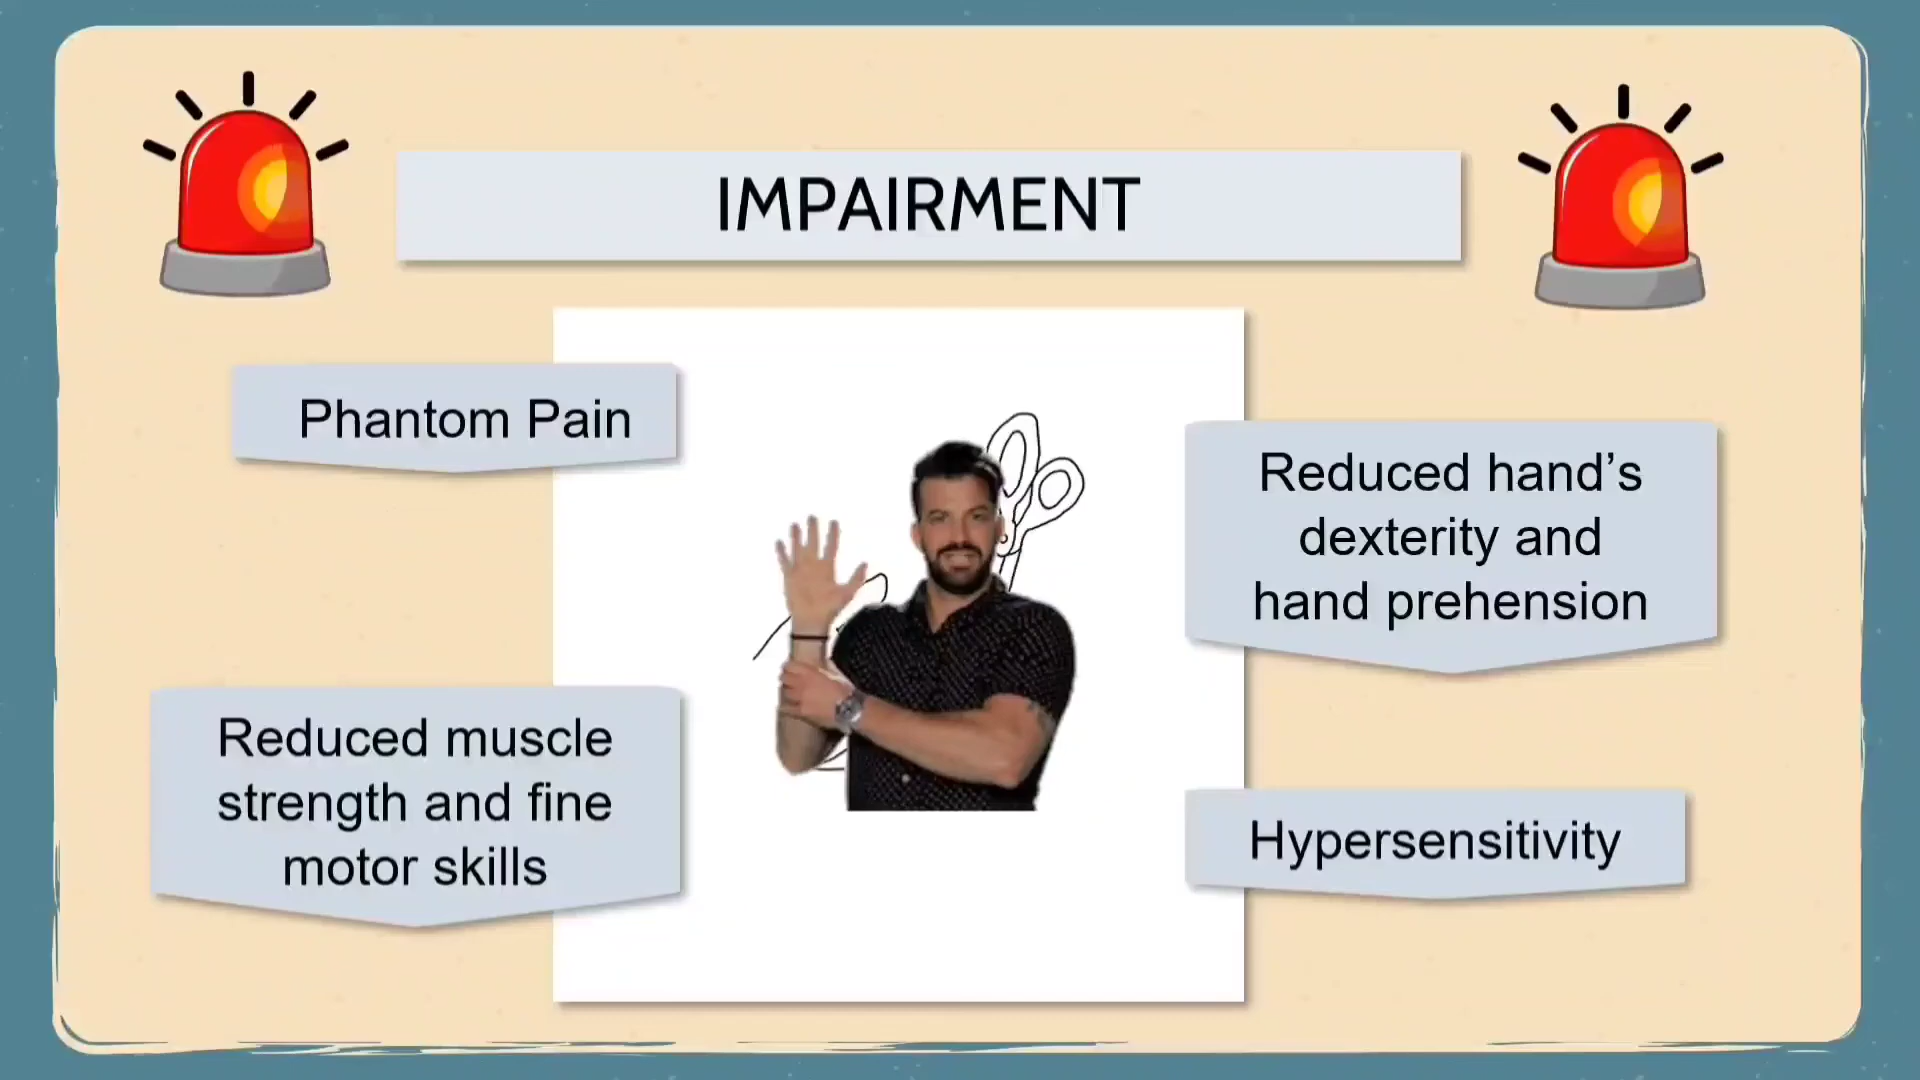 IMPAIRMENT
Phantom Pain
Reduced hand’s
dexterity and
hand prehension
Reduced muscle
strength and fine
motor skills
Hypersensitivity